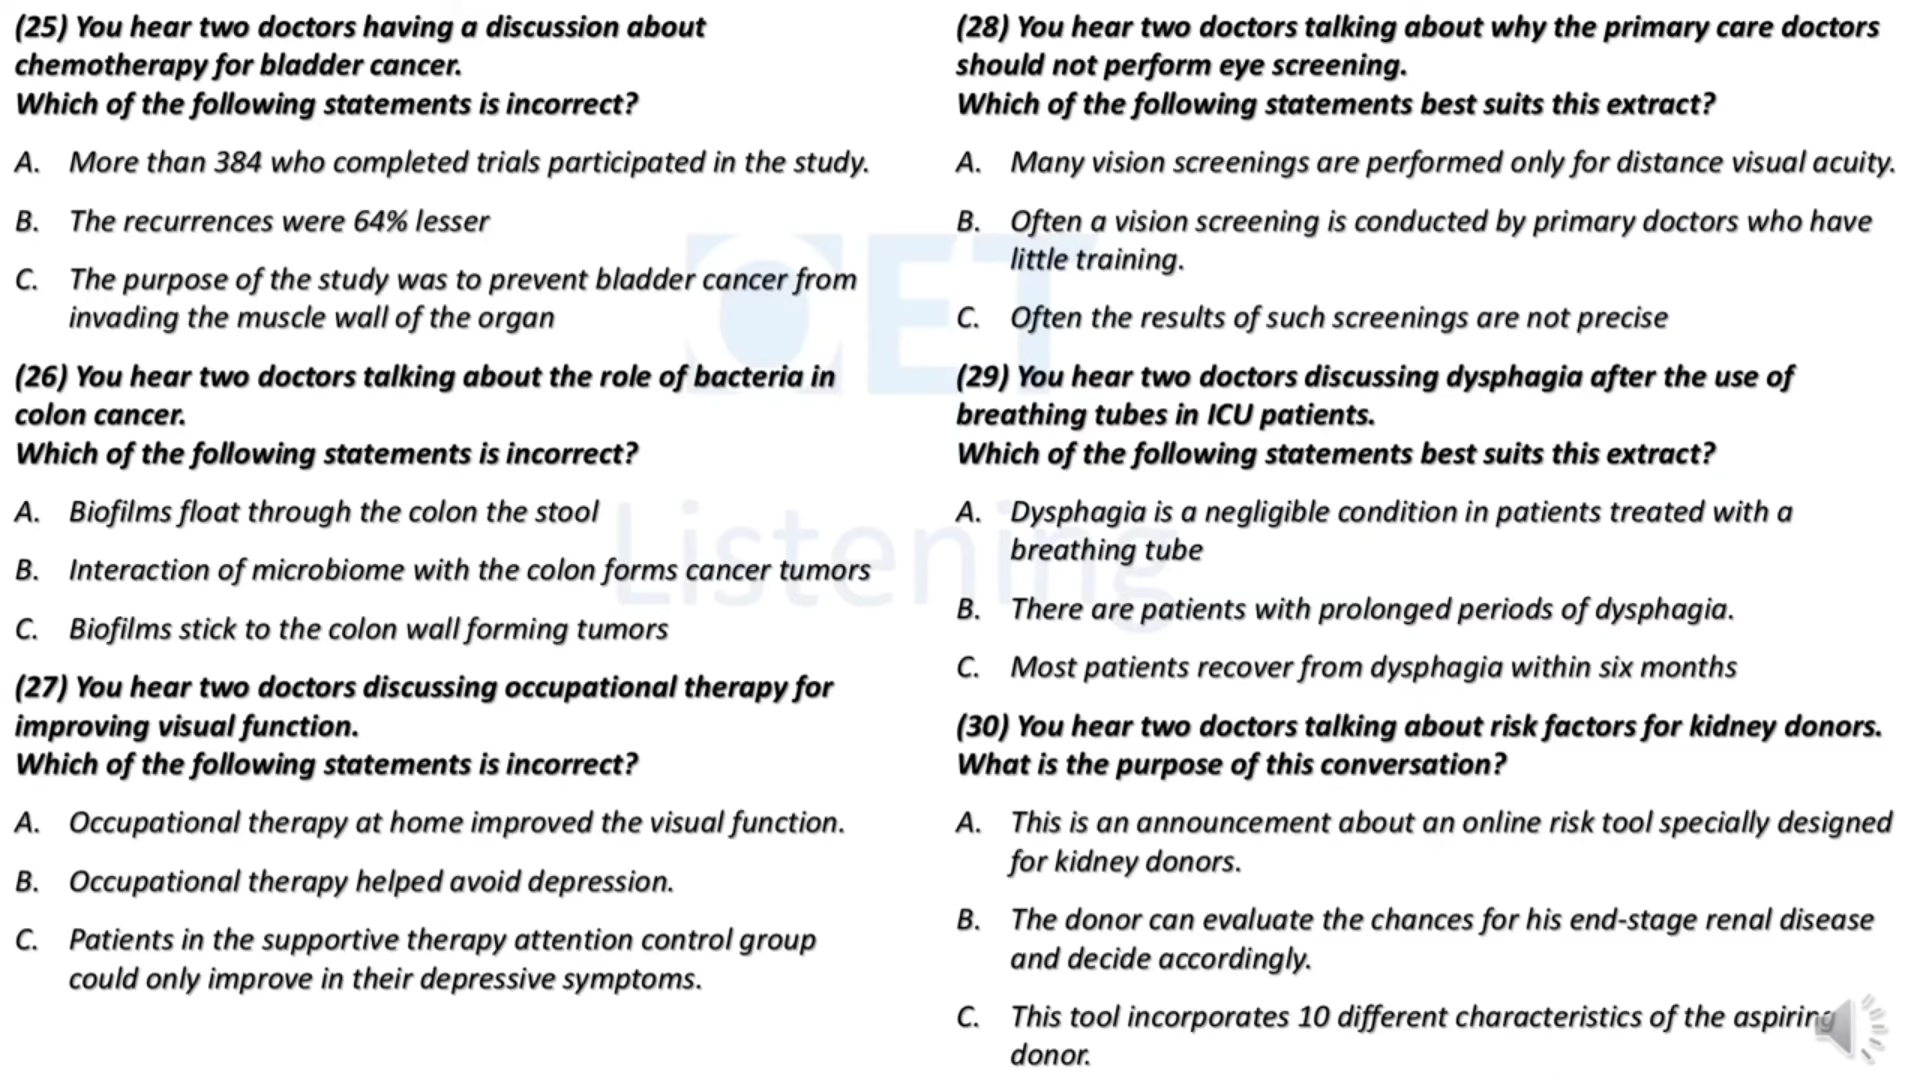 (25) You hear two doctors having a discussion about
chemotherapy for bladder cancer.
Which of the following statements is incorrect?
A. More than 384 who completed trials participated in the study.
B. The recurrences were 64% lesser
C. The purpose of the study was to prevent bladder cancer from
invading the muscle wall of the organ
(26) You hear two doctors talking about the role of bacteria in
colon cancer.
Which of the following statements is incorrect?
A. Biofilms float through the colon the stool
B. Interaction of microbiome with the colon forms cancer tumors
C. Biofilms stick to the colon wall forming tumors
(27) You hear two doctors discussing occupational therapy for
improving visual function.
Which of the following statements is incorrect?
A. Occupational therapy at home improved the visual function.
B. Occupational therapy helped avoid depression.
C. Patients in the supportive therapy attention control group
could only improve in their depressive symptoms.
(28) You hear two doctors talking about why the primary care doctors
should not perform eye screening.
Which of the following statements best suits this extract?
A. Many vision screenings are performed only for distance visual acuity.
B. Often a vision screening is conducted by primary doctors who have
little training.
C. Often the results of such screenings are not precise
(29) You hear two doctors discussing dysphagia after the use of
breathing tubes in ICU patients.
Which of the following statements best suits this extract?
A. Dysphagia is a negligible condition in patients treated with a
breathing tube
B. There are patients with prolonged periods of dysphagia.
C. Most patients recover from dysphagia within six months
(30) You hear two doctors talking about risk factors for kidney donors.
What is the purpose of this conversation?
A. This is an announcement about an online risk tool specially designed
for kidney donors.
B. The donor can evaluate the chances for his end-stage renal disease
and decide accordingly.
C. This tool incorporates 10 different characteristics of the aspiring
donor.
OET
Listening